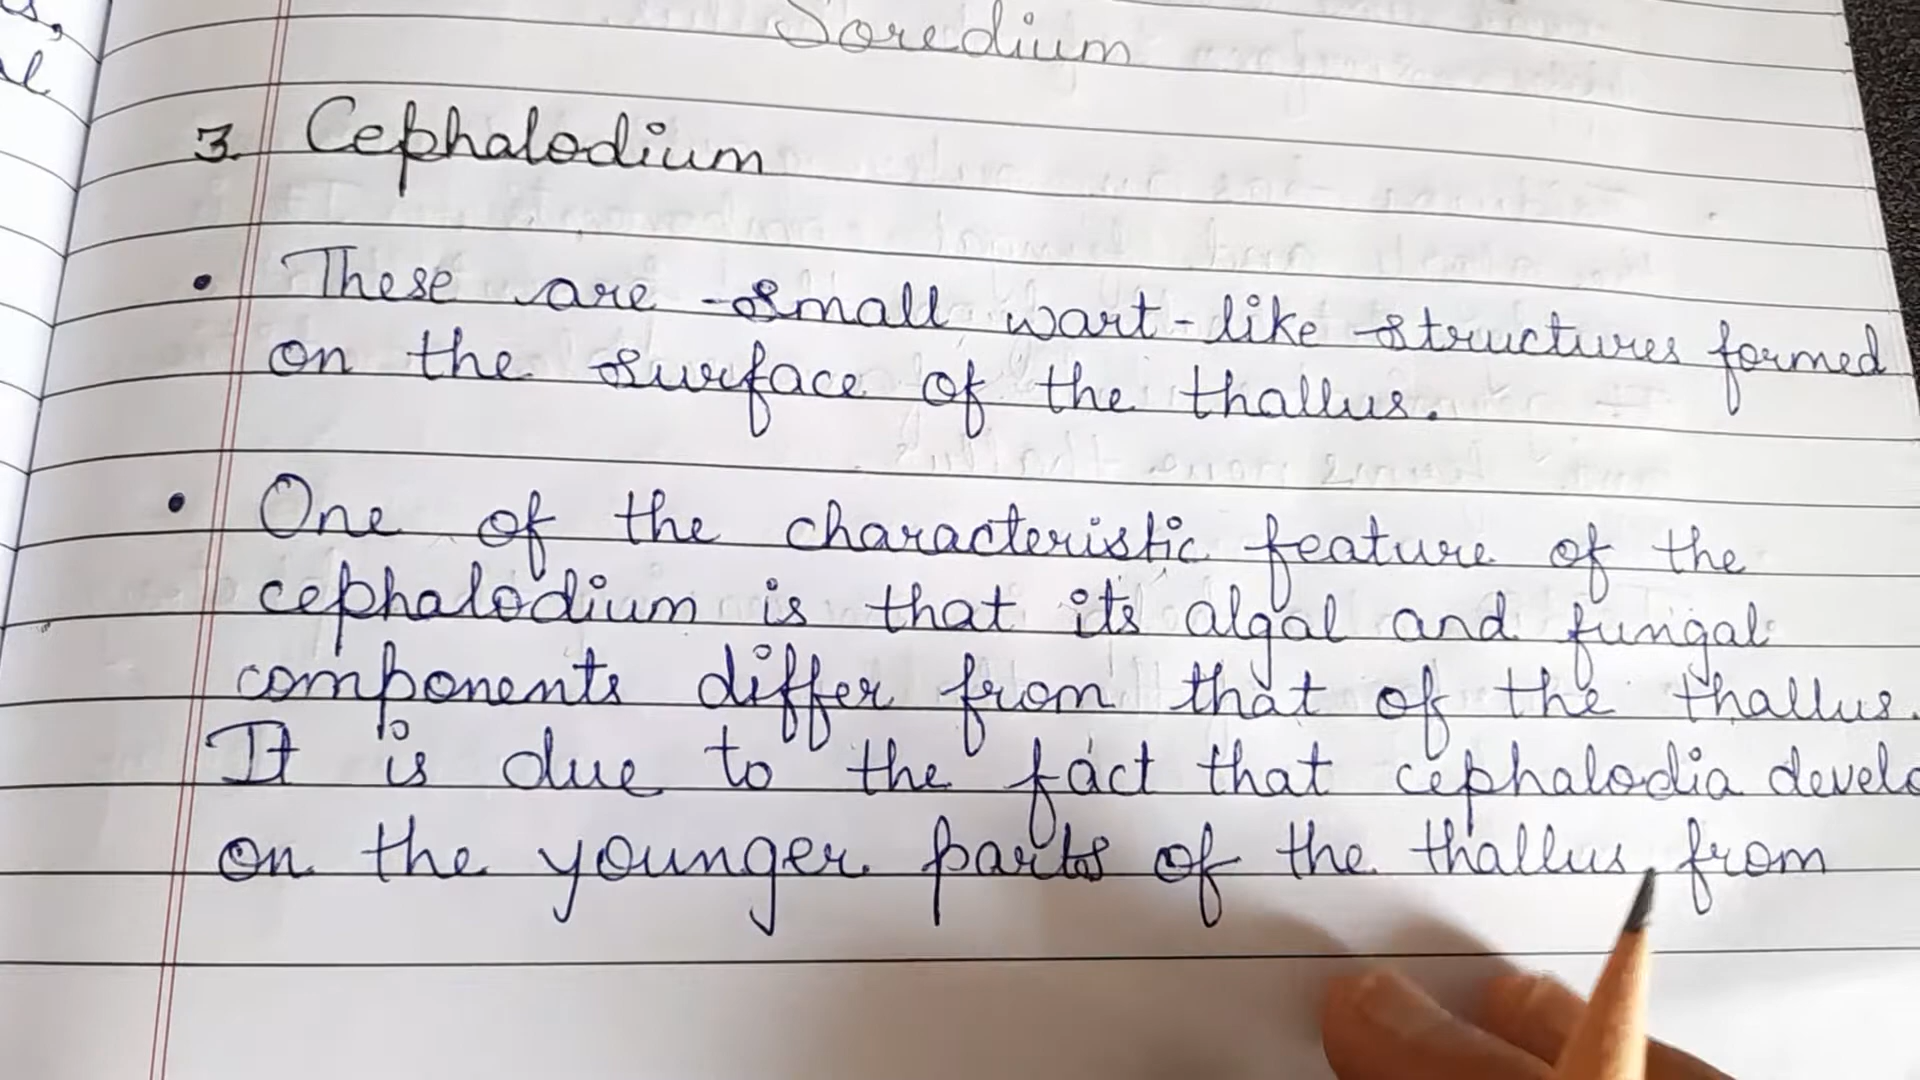 Soredium
3. Cephalodium
• These are small wart-like structures formed
on the surface of the thallus.
• One of the characteristic feature of the
cephalodium is that its algal and fungal
components differ from that of the thallus.
It is due to the fact that cephalodia develo
on the younger parts of the thallus from